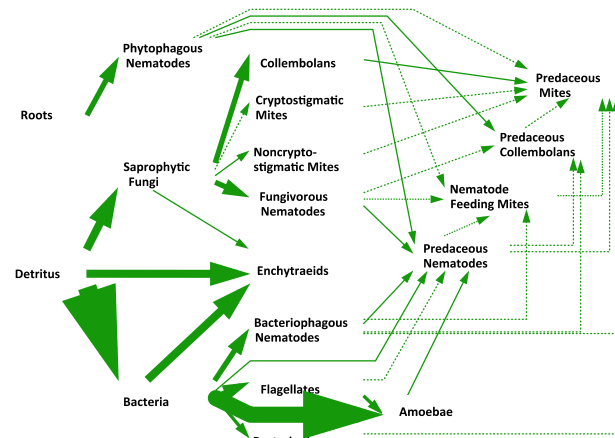 Phytophagous
Nematodes
Collembolans
Predaceous
Mites
Cryptostigmatic
Mites
Roots
Predaceous
Collembolans
Noncrypto-
stigmatic Mites
Saprophytic
Fungi
Nematode
Feeding Mites
Fungivorous
Nematodes
Predaceous
Nematodes
Detritus
Enchytraeids
Bacteriophagous
Nematodes
Flagellates
Bacteria
Amoebae